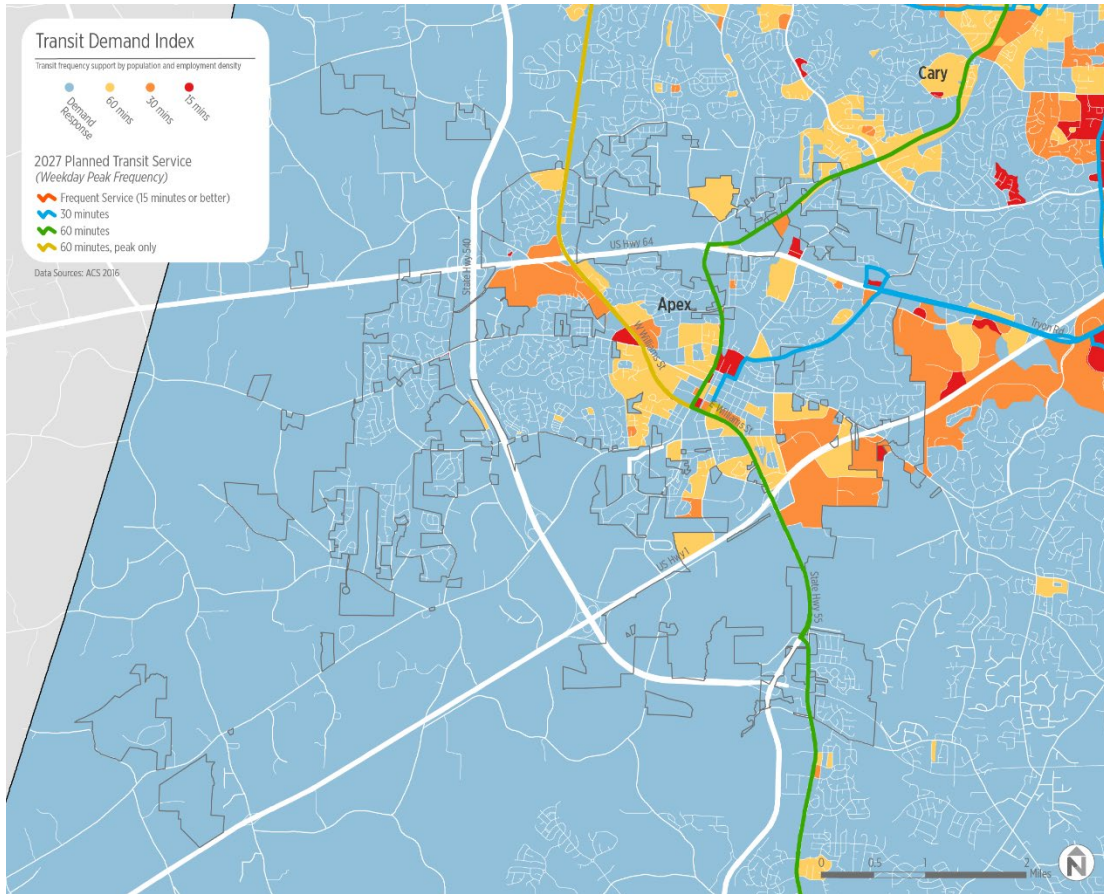 Transit Demand Index
Transit frequency support by population and employment density
Demand
Response
60 mins
30 mins
15 mins
2027 Planned Transit Service
(Weekday Peak Frequency)
Frequent Service (15 minutes or better)
30 minutes
60 minutes
60 minutes, peak only
Data Sources: ACS 2016
Cary
US Hwy 64
State Hwy 540
Apex
W Williams St
Tryon Rd
E Williams St
US Hwy 1
State Hwy 55
0 0.5 1 2
Miles
N